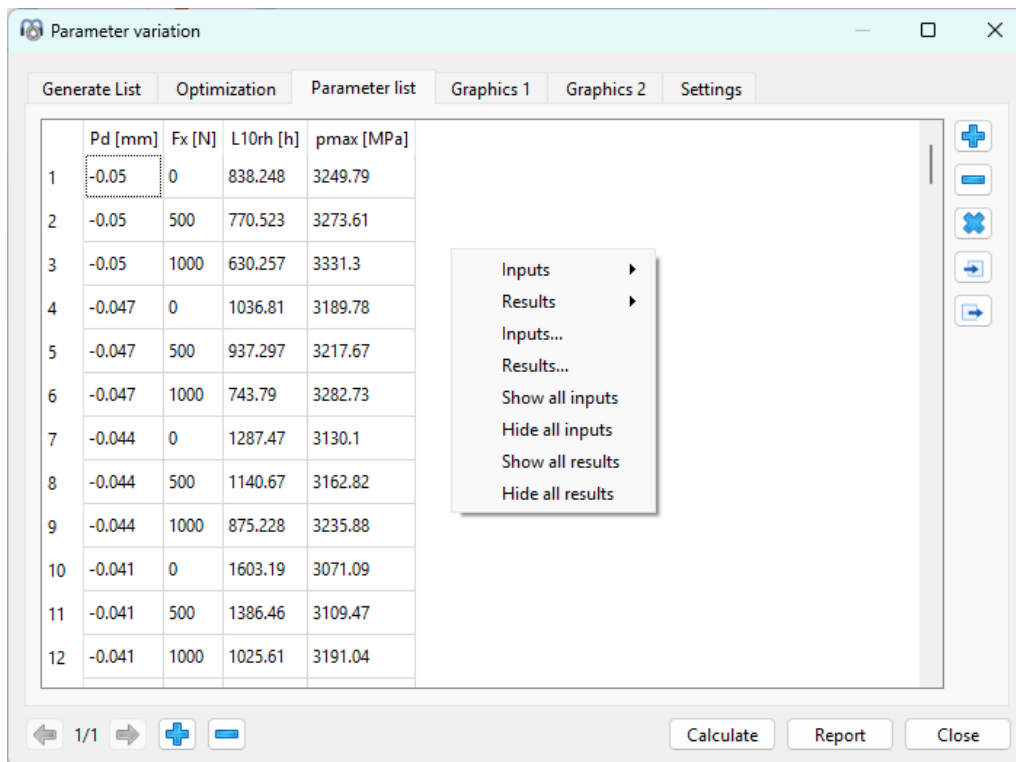 Parameter variation
Generate List Optimization Parameter list Graphics 1 Graphics 2 Settings
Pd [mm] Fx [N] L10rh [h] pmax [MPa]
1 -0.05 0 838.248 3249.79
2 -0.05 500 770.523 3273.61
3 -0.05 1000 630.257 3331.3
4 -0.047 0 1036.81 3189.78
5 -0.047 500 937.297 3217.67
6 -0.047 1000 743.79 3282.73
7 -0.044 0 1287.47 3130.1
8 -0.044 500 1140.67 3162.82
9 -0.044 1000 875.228 3235.88
10 -0.041 0 1603.19 3071.09
11 -0.041 500 1386.46 3109.47
12 -0.041 1000 1025.61 3191.04
Inputs
Results
Inputs...
Results...
Show all inputs
Hide all inputs
Show all results
Hide all results
1/1 Calculate Report Close